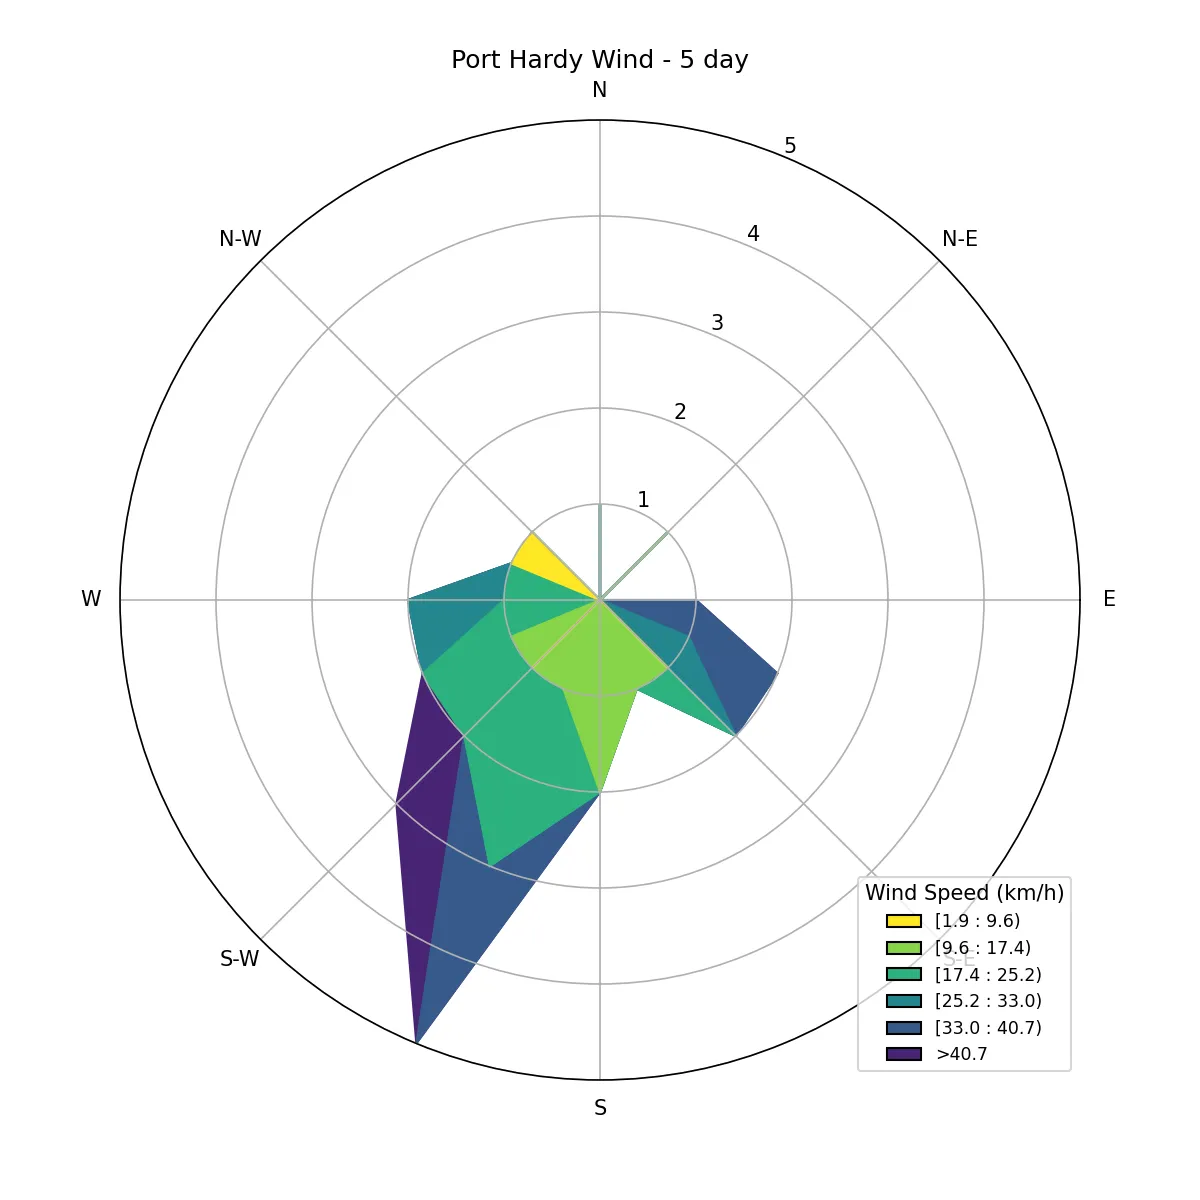 Port Hardy Wind - 5 day
N
5
N-W
4
N-E
3
2
1
W
E
Wind Speed (km/h)
[1.9 : 9.6)
[9.6 : 17.4)
S-W
S-E
[17.4 : 25.2)
[25.2 : 33.0)
[33.0 : 40.7)
>40.7
S